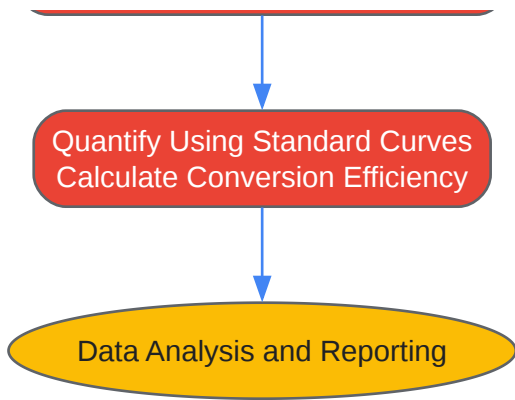 Quantify Using Standard Curves
Calculate Conversion Efficiency
Data Analysis and Reporting